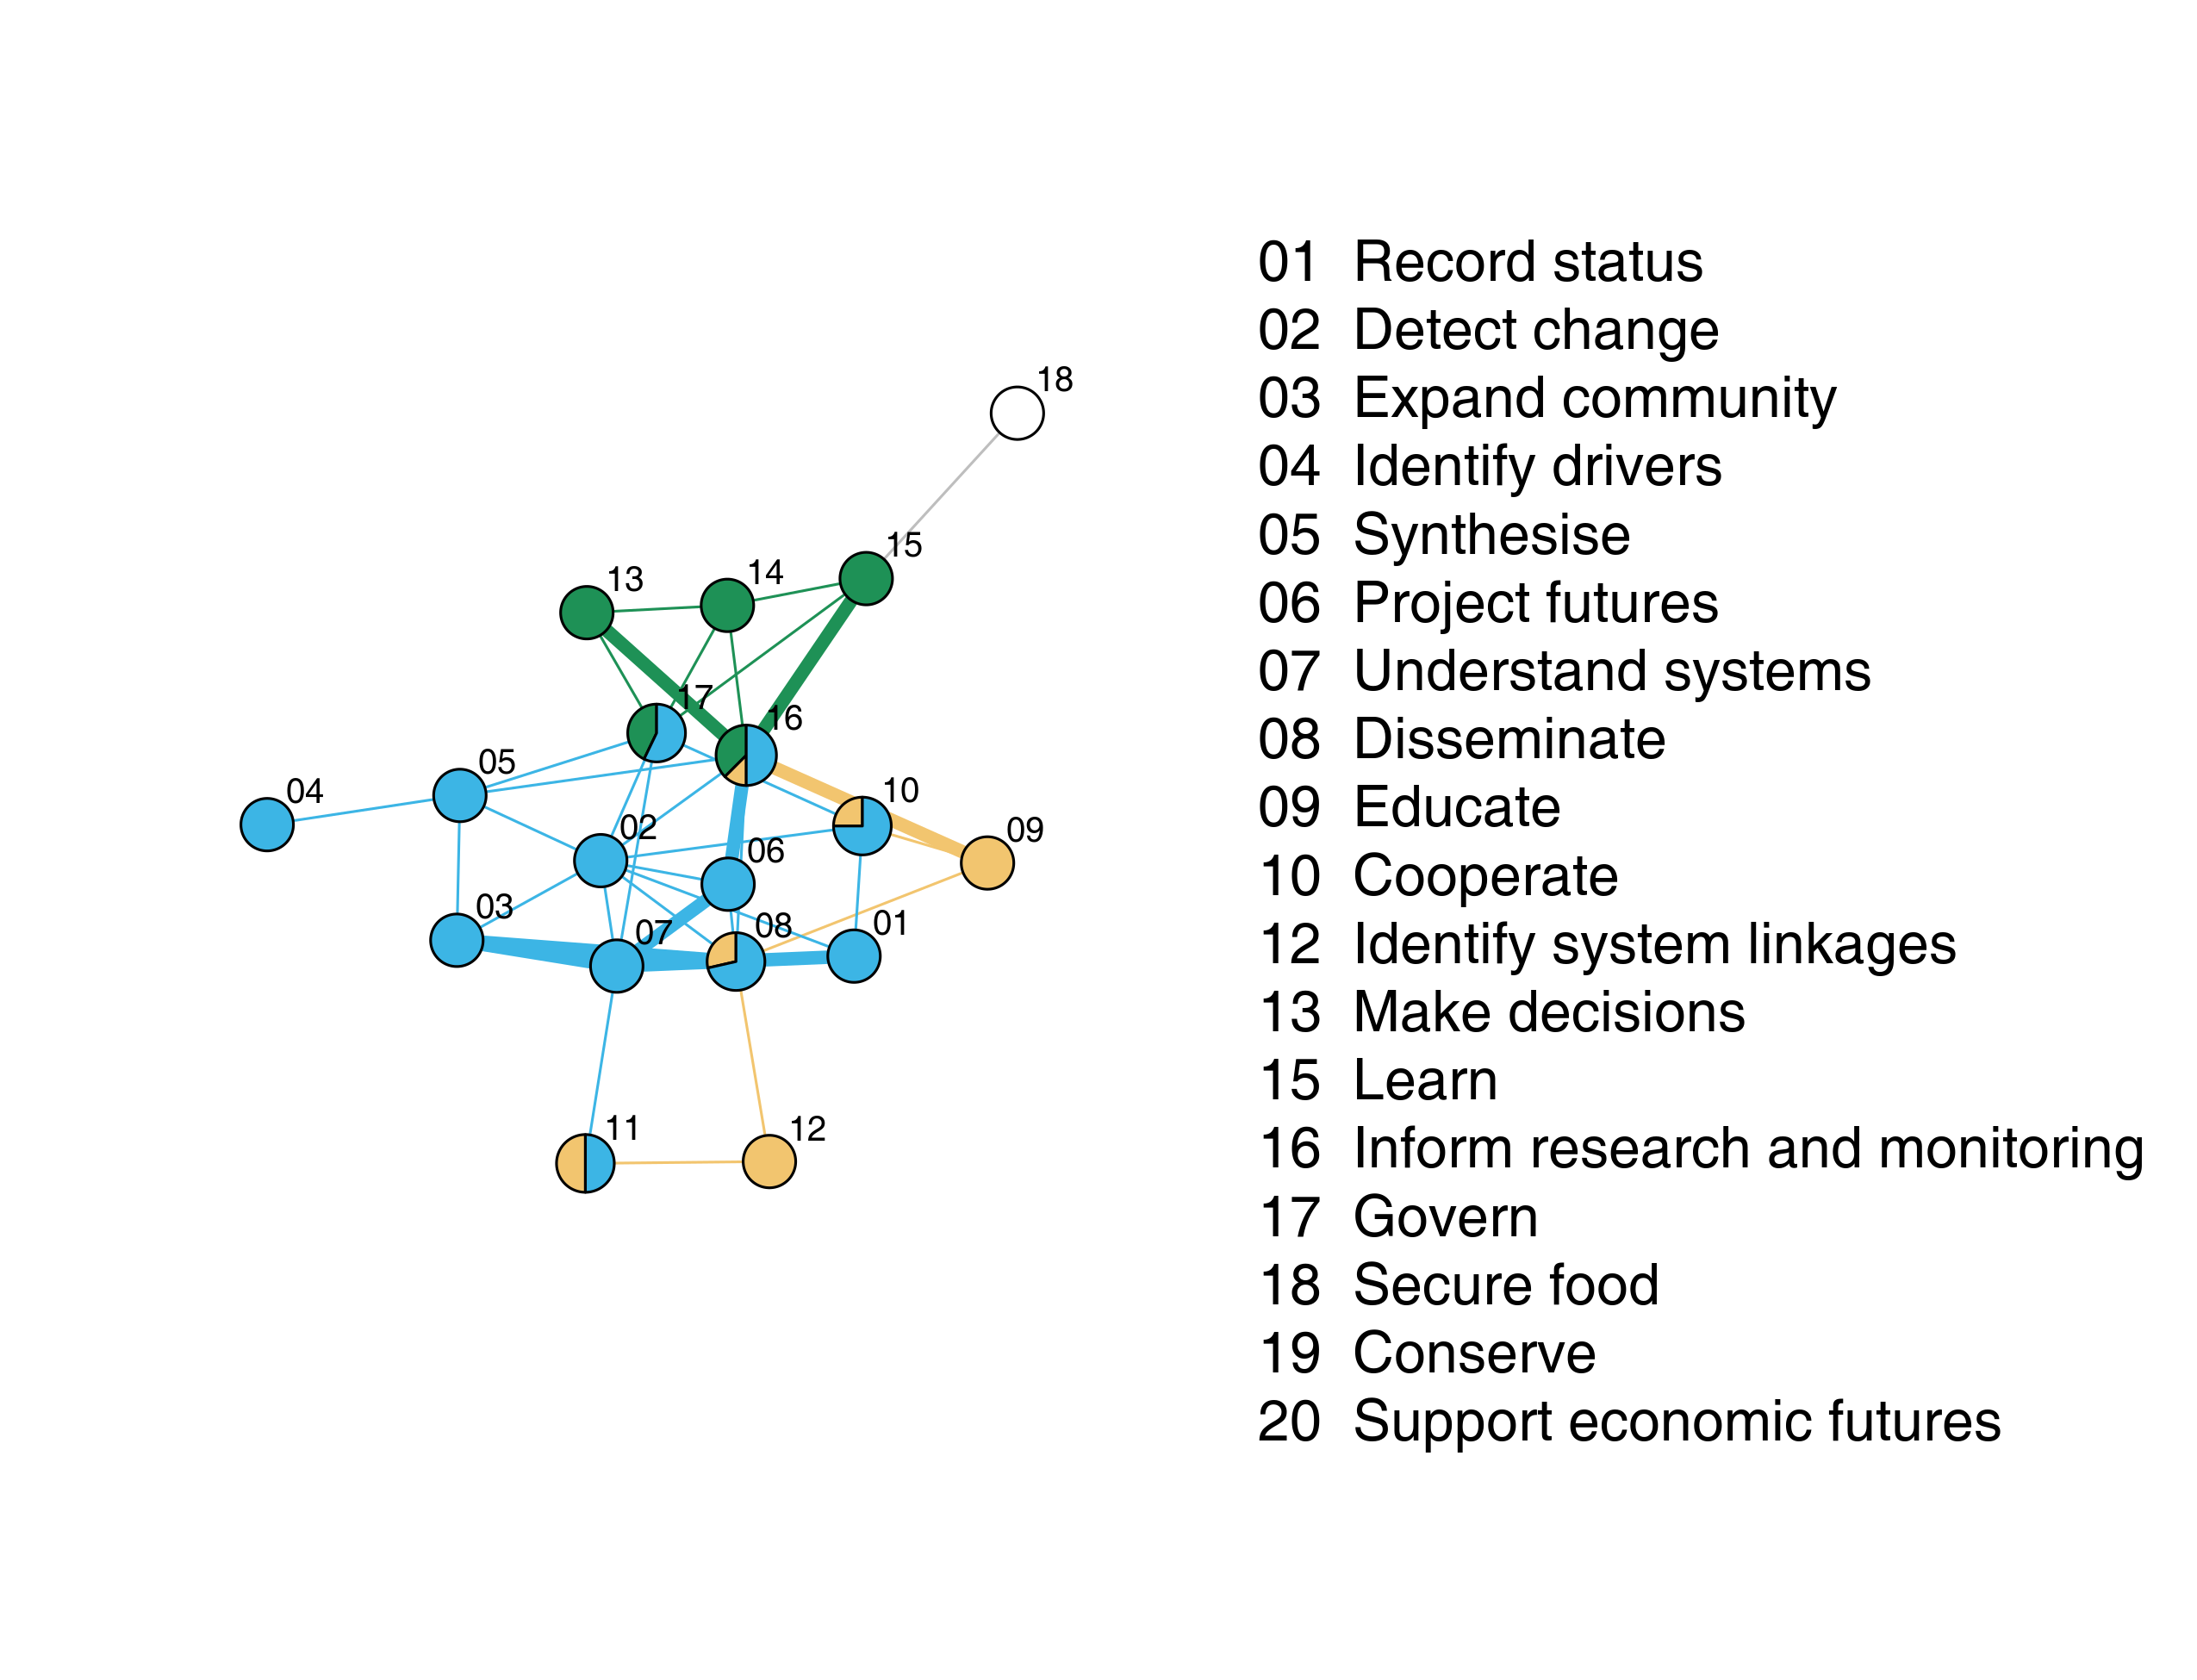 18
15
14
13
17
16
05
04
10
02
09
06
03
08
01
07
11
12
01 Record status
02 Detect change
03 Expand community
04 Identify drivers
05 Synthesise
06 Project futures
07 Understand systems
08 Disseminate
09 Educate
10 Cooperate
12 Identify system linkages
13 Make decisions
15 Learn
16 Inform research and monitoring
17 Govern
18 Secure food
19 Conserve
20 Support economic futures